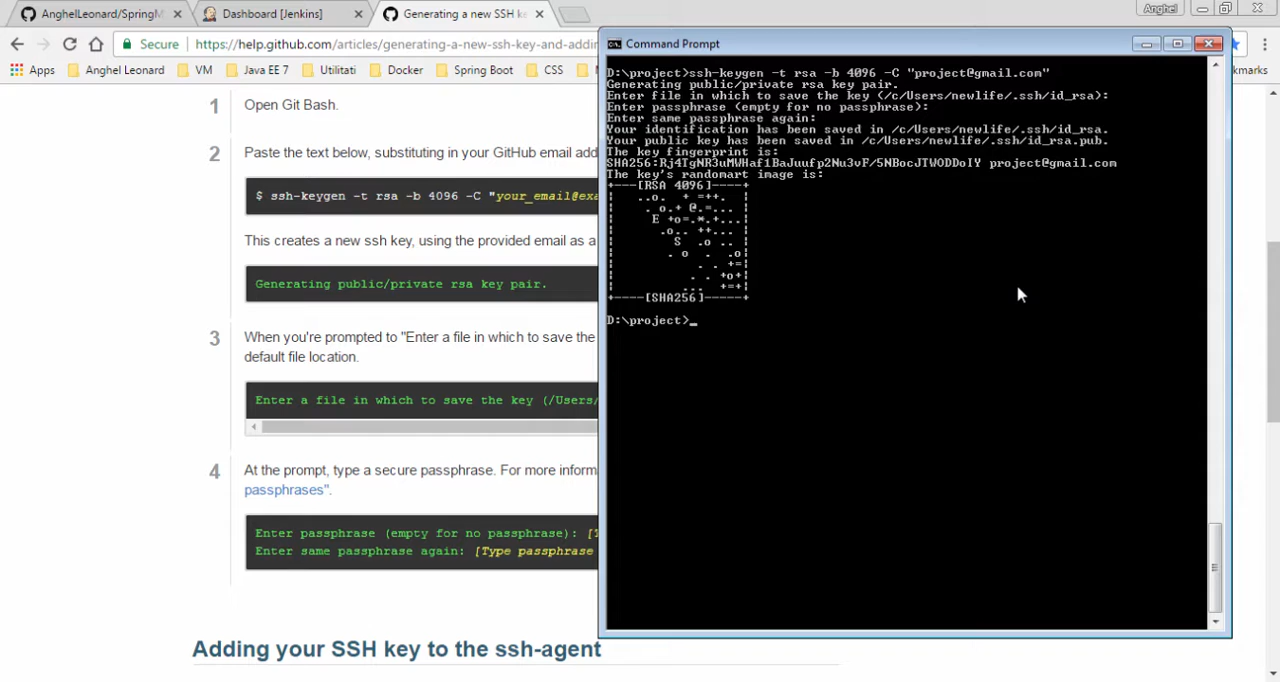 AnghelLeonard/SpringM
Dashboard [Jenkins]
Generating a new SSH k
Anghel
Secure
https://help.github.com/articles/generating-a-new-ssh-key-and-addin
Apps
Anghel Leonard
VM
Java EE 7
Utilitati
Docker
Spring Boot
CSS
kmarks
1
Open Git Bash.
2
Paste the text below, substituting in your GitHub email add
$ ssh-keygen -t rsa -b 4096 -C "your_email@exa
This creates a new ssh key, using the provided email as a
Generating public/private rsa key pair.
3
When you're prompted to "Enter a file in which to save the
default file location.
Enter a file in which to save the key (/Users/
4
At the prompt, type a secure passphrase. For more inform
passphrases".
Enter passphrase (empty for no passphrase): [T
Enter same passphrase again: [Type passphrase
Adding your SSH key to the ssh-agent
Command Prompt
D:\project>ssh-keygen -t rsa -b 4096 -C "project@gmail.com"
Generating public/private rsa key pair.
Enter file in which to save the key (/c/Users/newlife/.ssh/id_rsa):
Enter passphrase (empty for no passphrase):
Enter same passphrase again:
Your identification has been saved in /c/Users/newlife/.ssh/id_rsa.
Your public key has been saved in /c/Users/newlife/.ssh/id_rsa.pub.
The key fingerprint is:
SHA256:Rj4TgNR3uMWHaf1BaJuufp2Nu3vF/5NBocJTWODDoIY project@gmail.com
The key's randomart image is:
+---[RSA 4096]----+
|   ..o.  + =++.  |
|    . o.+ @.=... |
|     E +o=.*.+...|
|      .o.. ++... |
|        S  .o .. |
|       . o  . .o |
|           . . +=|
|          . . +o+|
|         ...  +=+|
+----[SHA256]-----+
D:\project>_